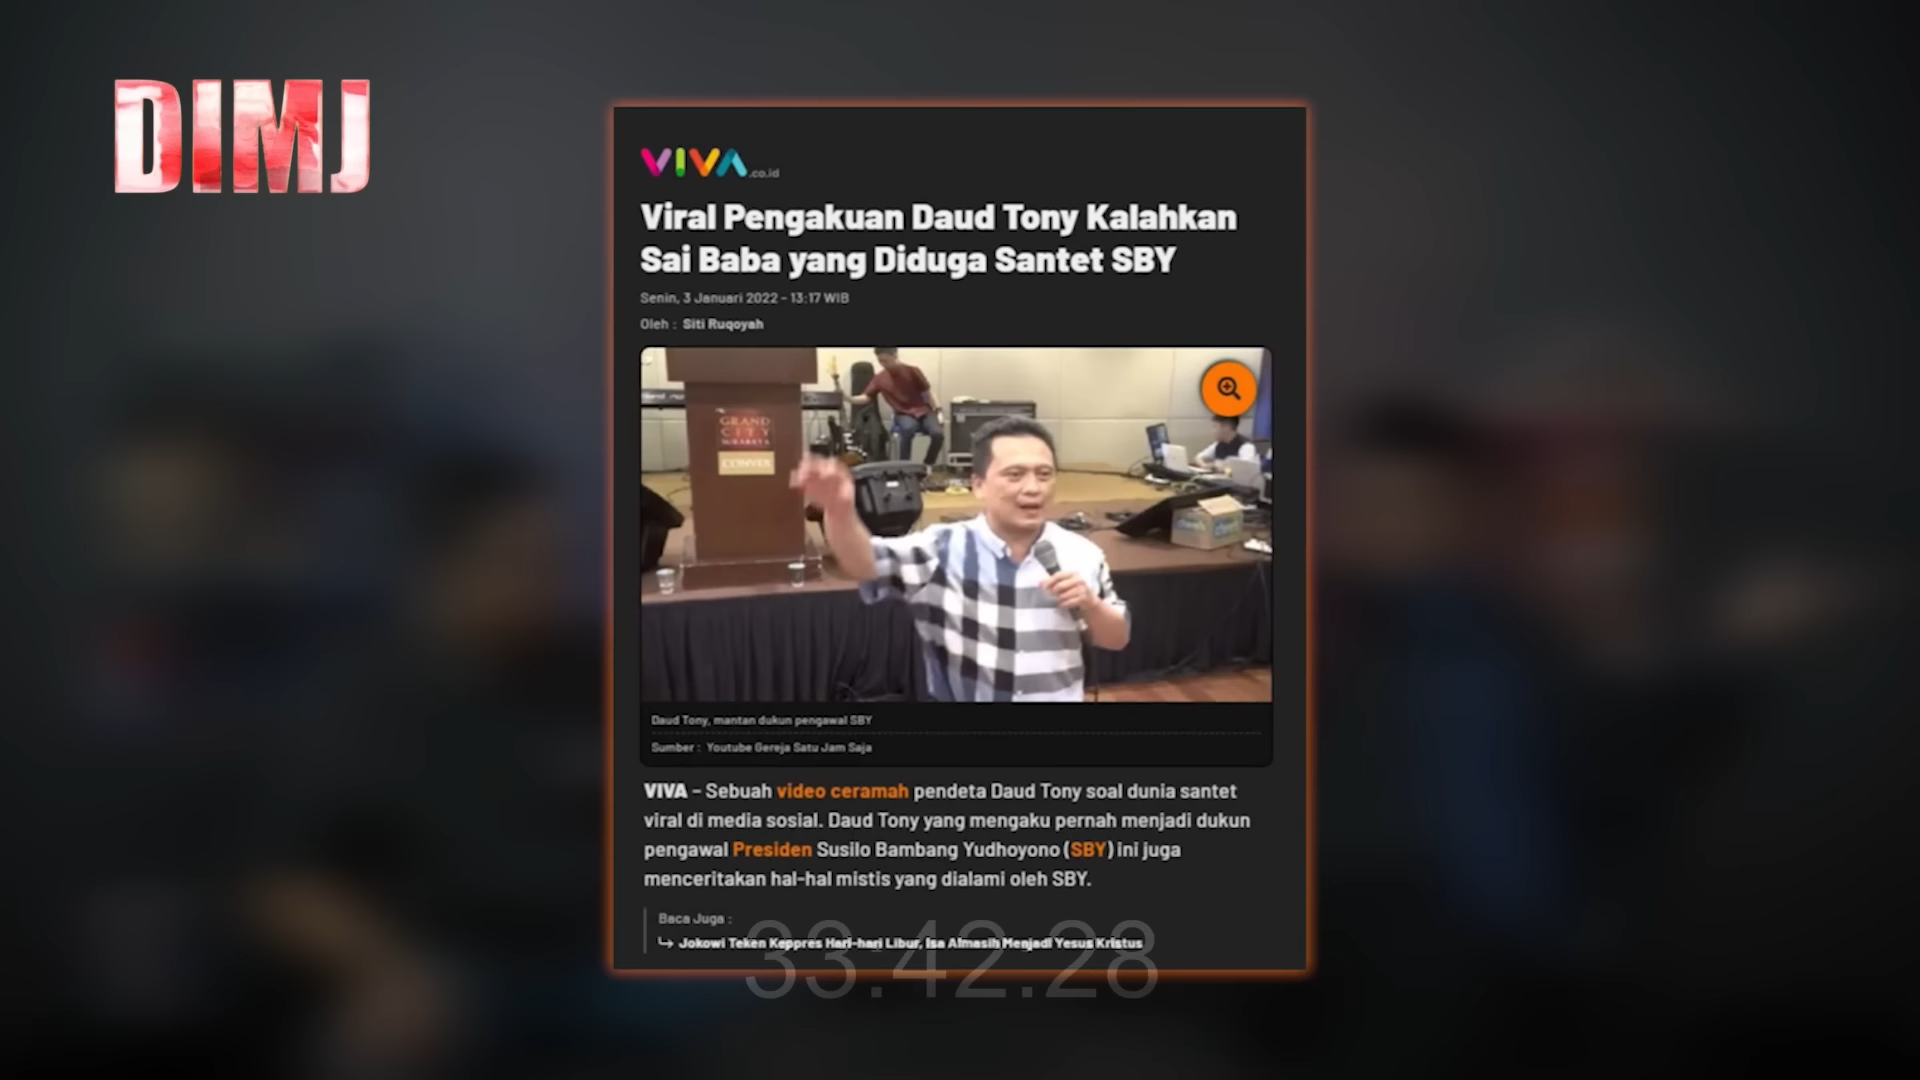 DIMJ
VIVA.co.id
Viral Pengakuan Daud Tony Kalahkan
Sai Baba yang Diduga Santet SBY
Senin, 3 Januari 2022 - 13:17 WIB
Oleh : Siti Ruqoyah
GRAND
CITY
SURABAYA
CONVEX
Daud Tony, mantan dukun pengawal SBY
Sumber : Youtube Gereja Satu Jam Saja
VIVA – Sebuah video ceramah pendeta Daud Tony soal dunia santet
viral di media sosial. Daud Tony yang mengaku pernah menjadi dukun
pengawal Presiden Susilo Bambang Yudhoyono (SBY) ini juga
menceritakan hal-hal mistis yang dialami oleh SBY.
Baca Juga :
Jokowi Teken Keppres Hari-hari Libur, Isa Almasih Menjadi Yesus Kristus
33.42.28